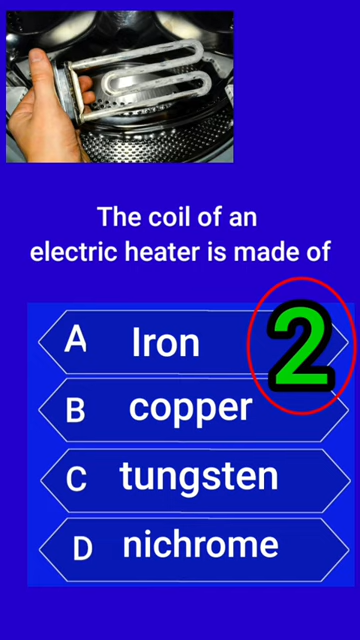 The coil of an
electric heater is made of
A Iron
2
B copper
C tungsten
D nichrome